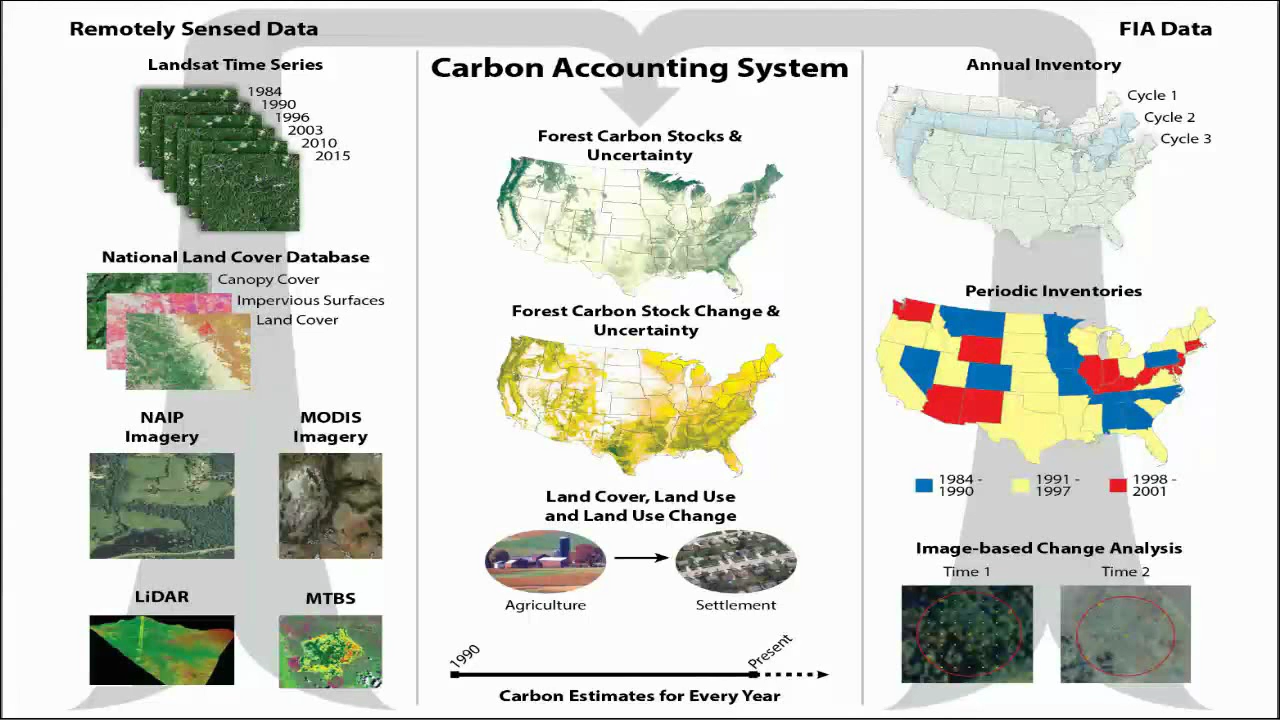 Remotely Sensed Data
Landsat Time Series
1984
1990
1996
2003
2010
2015
National Land Cover Database
Canopy Cover
Impervious Surfaces
Land Cover
NAIP
Imagery
MODIS
Imagery
LiDAR
MTBS
Carbon Accounting System
Forest Carbon Stocks &
Uncertainty
Forest Carbon Stock Change &
Uncertainty
Land Cover, Land Use
and Land Use Change
Agriculture
Settlement
1990
Present
Carbon Estimates for Every Year
FIA Data
Annual Inventory
Cycle 1
Cycle 2
Cycle 3
Periodic Inventories
1984 -
1990
1991 -
1997
1998 -
2001
Image-based Change Analysis
Time 1
Time 2